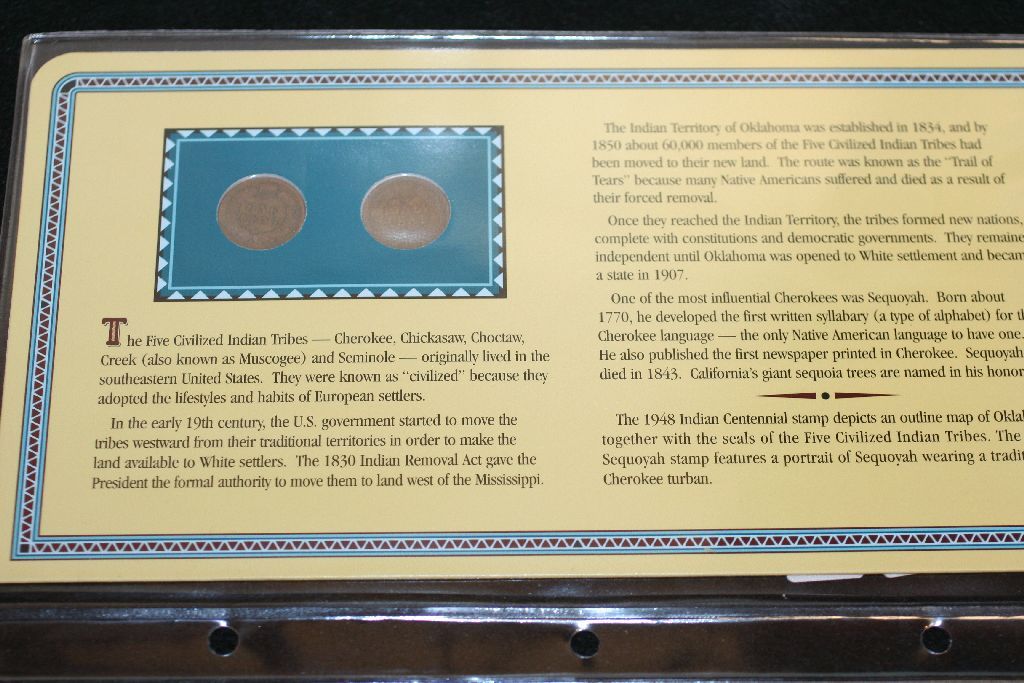 The Five Civilized Indian Tribes — Cherokee, Chickasaw, Choctaw,
Creek (also known as Muscogee) and Seminole — originally lived in the
southeastern United States. They were known as “civilized” because they
adopted the lifestyles and habits of European settlers.
In the early 19th century, the U.S. government started to move the
tribes westward from their traditional territories in order to make the
land available to White settlers. The 1830 Indian Removal Act gave the
President the formal authority to move them to land west of the Mississippi.
The Indian Territory of Oklahoma was established in 1834, and by
1850 about 60,000 members of the Five Civilized Indian Tribes had
been moved to their new land. The route was known as the “Trail of
Tears” because many Native Americans suffered and died as a result of
their forced removal.
Once they reached the Indian Territory, the tribes formed new nations,
complete with constitutions and democratic governments. They remaine
independent until Oklahoma was opened to White settlement and becam
a state in 1907.
One of the most influential Cherokees was Sequoyah. Born about
1770, he developed the first written syllabary (a type of alphabet) for th
Cherokee language — the only Native American language to have one.
He also published the first newspaper printed in Cherokee. Sequoyah
died in 1843. California's giant sequoia trees are named in his honor
The 1948 Indian Centennial stamp depicts an outline map of Oklal
together with the seals of the Five Civilized Indian Tribes. The
Sequoyah stamp features a portrait of Sequoyah wearing a tradit
Cherokee turban.